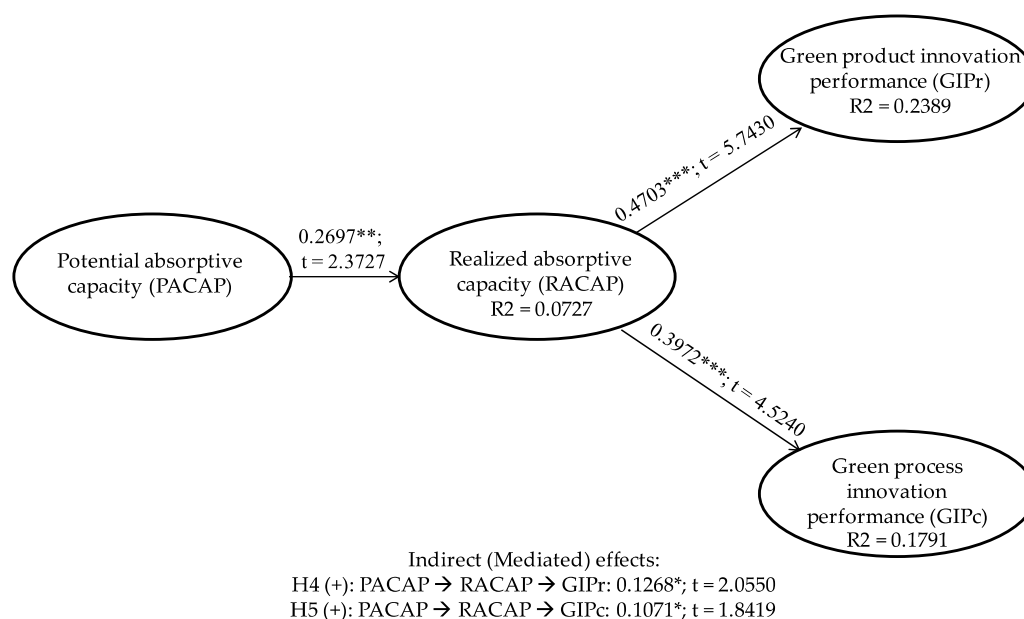 Green product innovation
performance (GIPr)
R2 = 0.2389
0.4703***; t = 5.7430
0.2697**;
t = 2.3727
Potential absorptive
capacity (PACAP)
Realized absorptive
capacity (RACAP)
R2 = 0.0727
0.3972***; t = 4.5240
Green process
innovation
performance (GIPc)
R2 = 0.1791
Indirect (Mediated) effects:
H4 (+): PACAP → RACAP → GIPr: 0.1268*; t = 2.0550
H5 (+): PACAP → RACAP → GIPc: 0.1071*; t = 1.8419